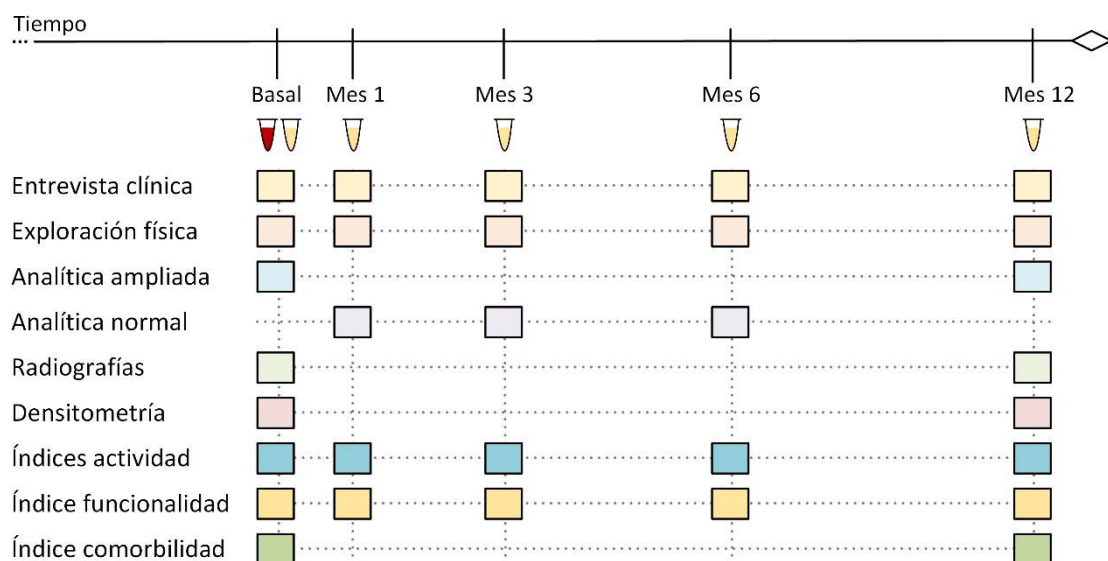 Tiempo
...
Basal Mes 1 Mes 3 Mes 6 Mes 12
Entrevista clínica
Exploración física
Analítica ampliada
Analítica normal
Radiografías
Densitometría
Índices actividad
Índice funcionalidad
Índice comorbilidad